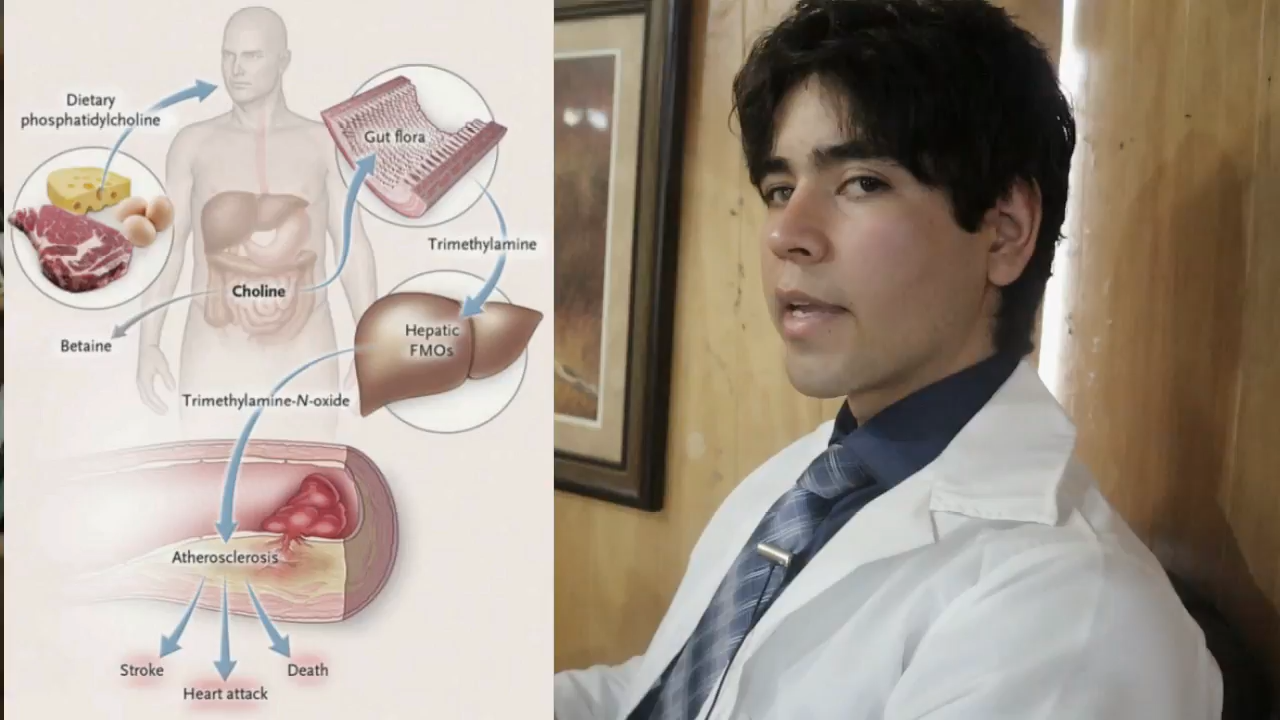 Dietary
phosphatidylcholine
Gut flora
Trimethylamine
Choline
Betaine
Hepatic
FMOs
Trimethylamine-N-oxide
Atherosclerosis
Stroke
Heart attack
Death